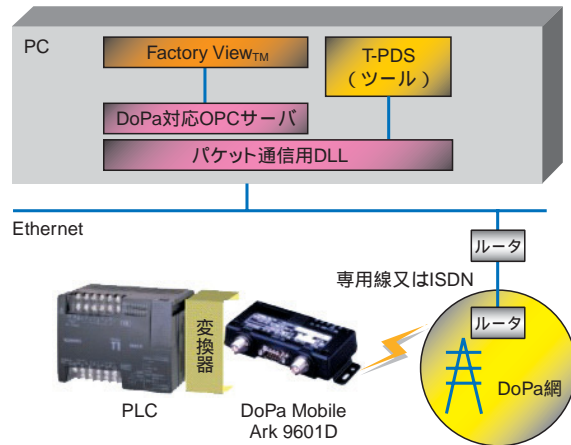 PC
Factory View™
T-PDS
（ツール）
DoPa対応OPCサーバ
パケット通信用DLL
Ethernet
ルータ
専用線又はISDN
ルータ
変換器
DoPa網
PLC
DoPa Mobile
Ark 9601D